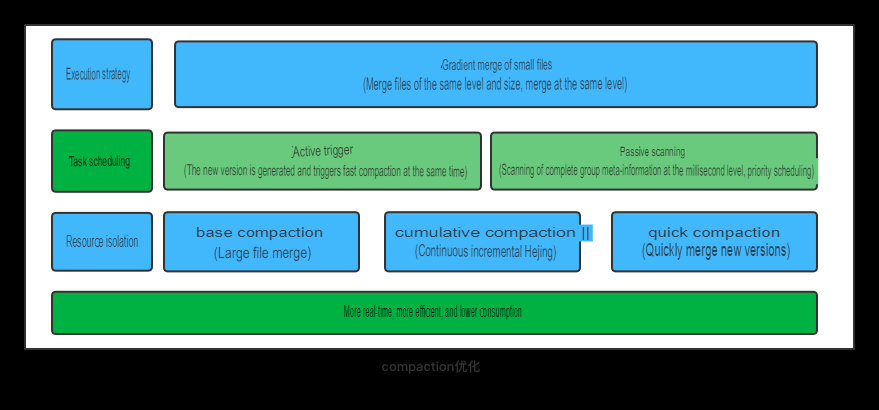 Execution strategy
Gradient merge of small files
(Merge files of the same level and size, merge at the same level)
Task scheduling
Active trigger
(The new version is generated and triggers fast compaction at the same time)
Passive scanning
(Scanning of complete group meta-information at the millisecond level, priority scheduling)
Resource isolation
base compaction
(Large file merge)
cumulative compaction ||
(Continuous incremental Hejing)
quick compaction
(Quickly merge new versions)
More real-time, more efficient, and lower consumption
compaction优化